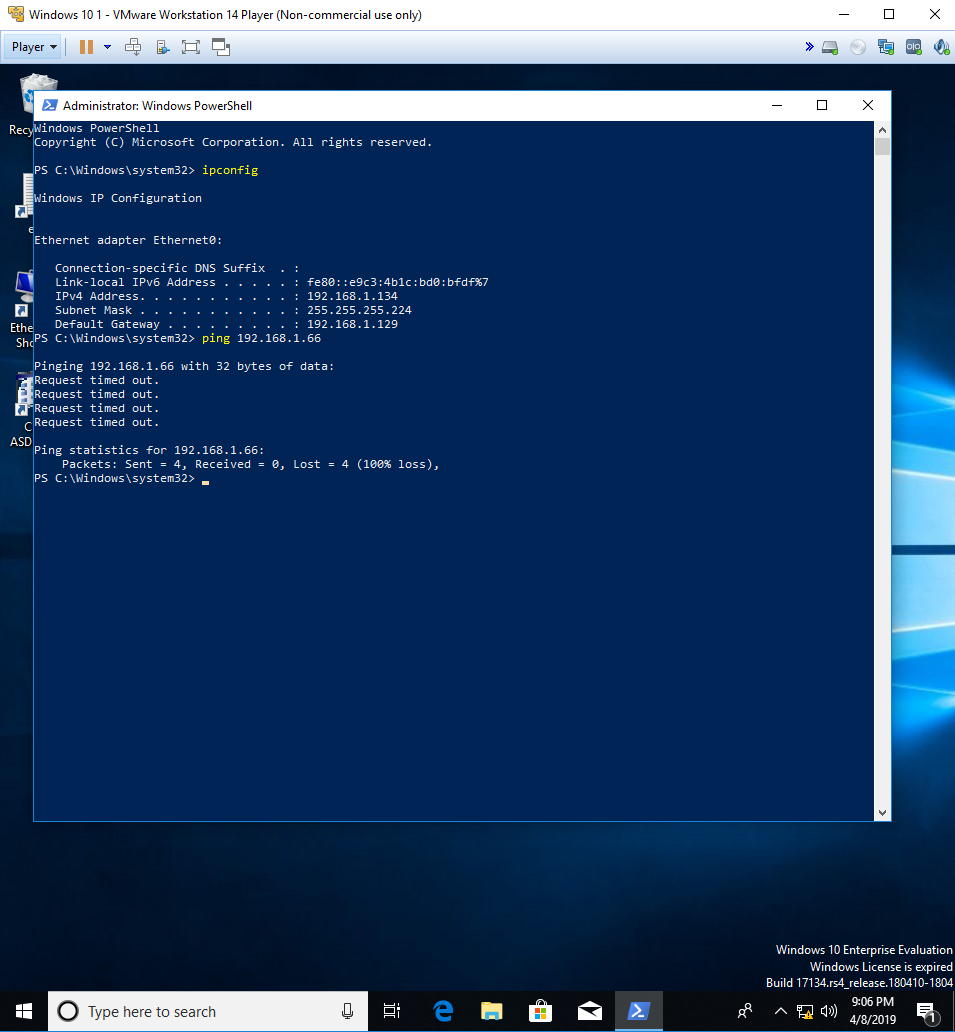 Windows 10 1 - VMware Workstation 14 Player (Non-commercial use only)
Player
Administrator: Windows PowerShell
Windows PowerShell
Copyright (C) Microsoft Corporation. All rights reserved.
PS C:\Windows\system32> ipconfig
Windows IP Configuration
Ethernet adapter Ethernet0:
Connection-specific DNS Suffix  . :
Link-local IPv6 Address . . . . . : fe80::e9c3:4b1c:bd0:bfdf%7
IPv4 Address. . . . . . . . . . . : 192.168.1.134
Subnet Mask . . . . . . . . . . . : 255.255.255.224
Default Gateway . . . . . . . . . : 192.168.1.129
PS C:\Windows\system32> ping 192.168.1.66
Pinging 192.168.1.66 with 32 bytes of data:
Request timed out.
Request timed out.
Request timed out.
Request timed out.
Ping statistics for 192.168.1.66:
Packets: Sent = 4, Received = 0, Lost = 4 (100% loss),
PS C:\Windows\system32>
Recy
e
Ethe
Sho
C
ASD
Windows 10 Enterprise Evaluation
Windows License is expired
Build 17134.rs4_release.180410-1804
Type here to search
9:06 PM
4/8/2019
1